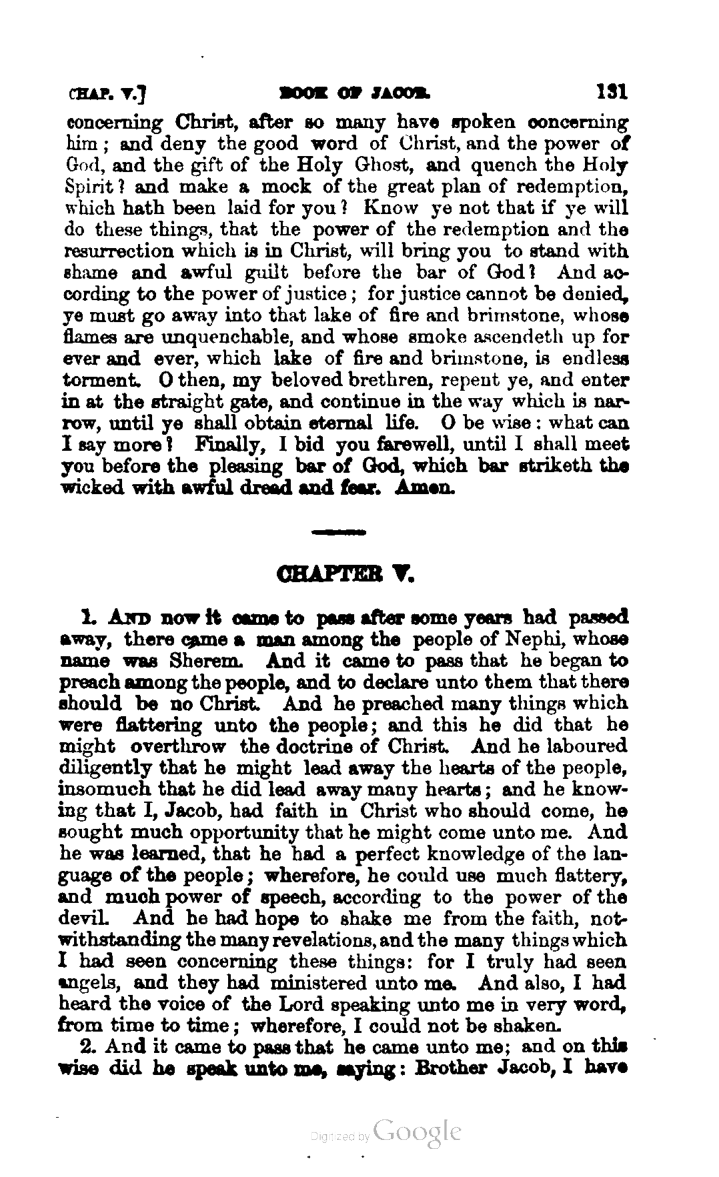 CHAP. V.] BOOK OF JACOB. 131
concerning Christ, after so many have spoken concerning
him ; and deny the good word of Christ, and the power of
God, and the gift of the Holy Ghost, and quench the Holy
Spirit? and make a mock of the great plan of redemption,
which hath been laid for you? Know ye not that if ye will
do these things, that the power of the redemption and the
resurrection which is in Christ, will bring you to stand with
shame and awful guilt before the bar of God? And ac-
cording to the power of justice ; for justice cannot be denied,
ye must go away into that lake of fire and brimstone, whose
flames are unquenchable, and whose smoke ascendeth up for
ever and ever, which lake of fire and brimstone, is endless
torment. O then, my beloved brethren, repent ye, and enter
in at the straight gate, and continue in the way which is nar-
row, until ye shall obtain eternal life. O be wise : what can
I say more? Finally, I bid you farewell, until I shall meet
you before the pleasing bar of God, which bar striketh the
wicked with awful dread and fear. Amen.
CHAPTER V.
1. AND now it came to pass after some years had passed
away, there came a man among the people of Nephi, whose
name was Sherem. And it came to pass that he began to
preach among the people, and to declare unto them that there
should be no Christ. And he preached many things which
were flattering unto the people; and this he did that he
might overthrow the doctrine of Christ. And he laboured
diligently that he might lead away the hearts of the people,
insomuch that he did lead away many hearts; and he know-
ing that I, Jacob, had faith in Christ who should come, he
sought much opportunity that he might come unto me. And
he was learned, that he had a perfect knowledge of the lan-
guage of the people; wherefore, he could use much flattery,
and much power of speech, according to the power of the
devil. And he had hope to shake me from the faith, not-
withstanding the many revelations, and the many things which
I had seen concerning these things: for I truly had seen
angels, and they had ministered unto me. And also, I had
heard the voice of the Lord speaking unto me in very word,
from time to time; wherefore, I could not be shaken.
2. And it came to pass that he came unto me; and on this
wise did he speak unto me, saying: Brother Jacob, I have
Digitized by Google